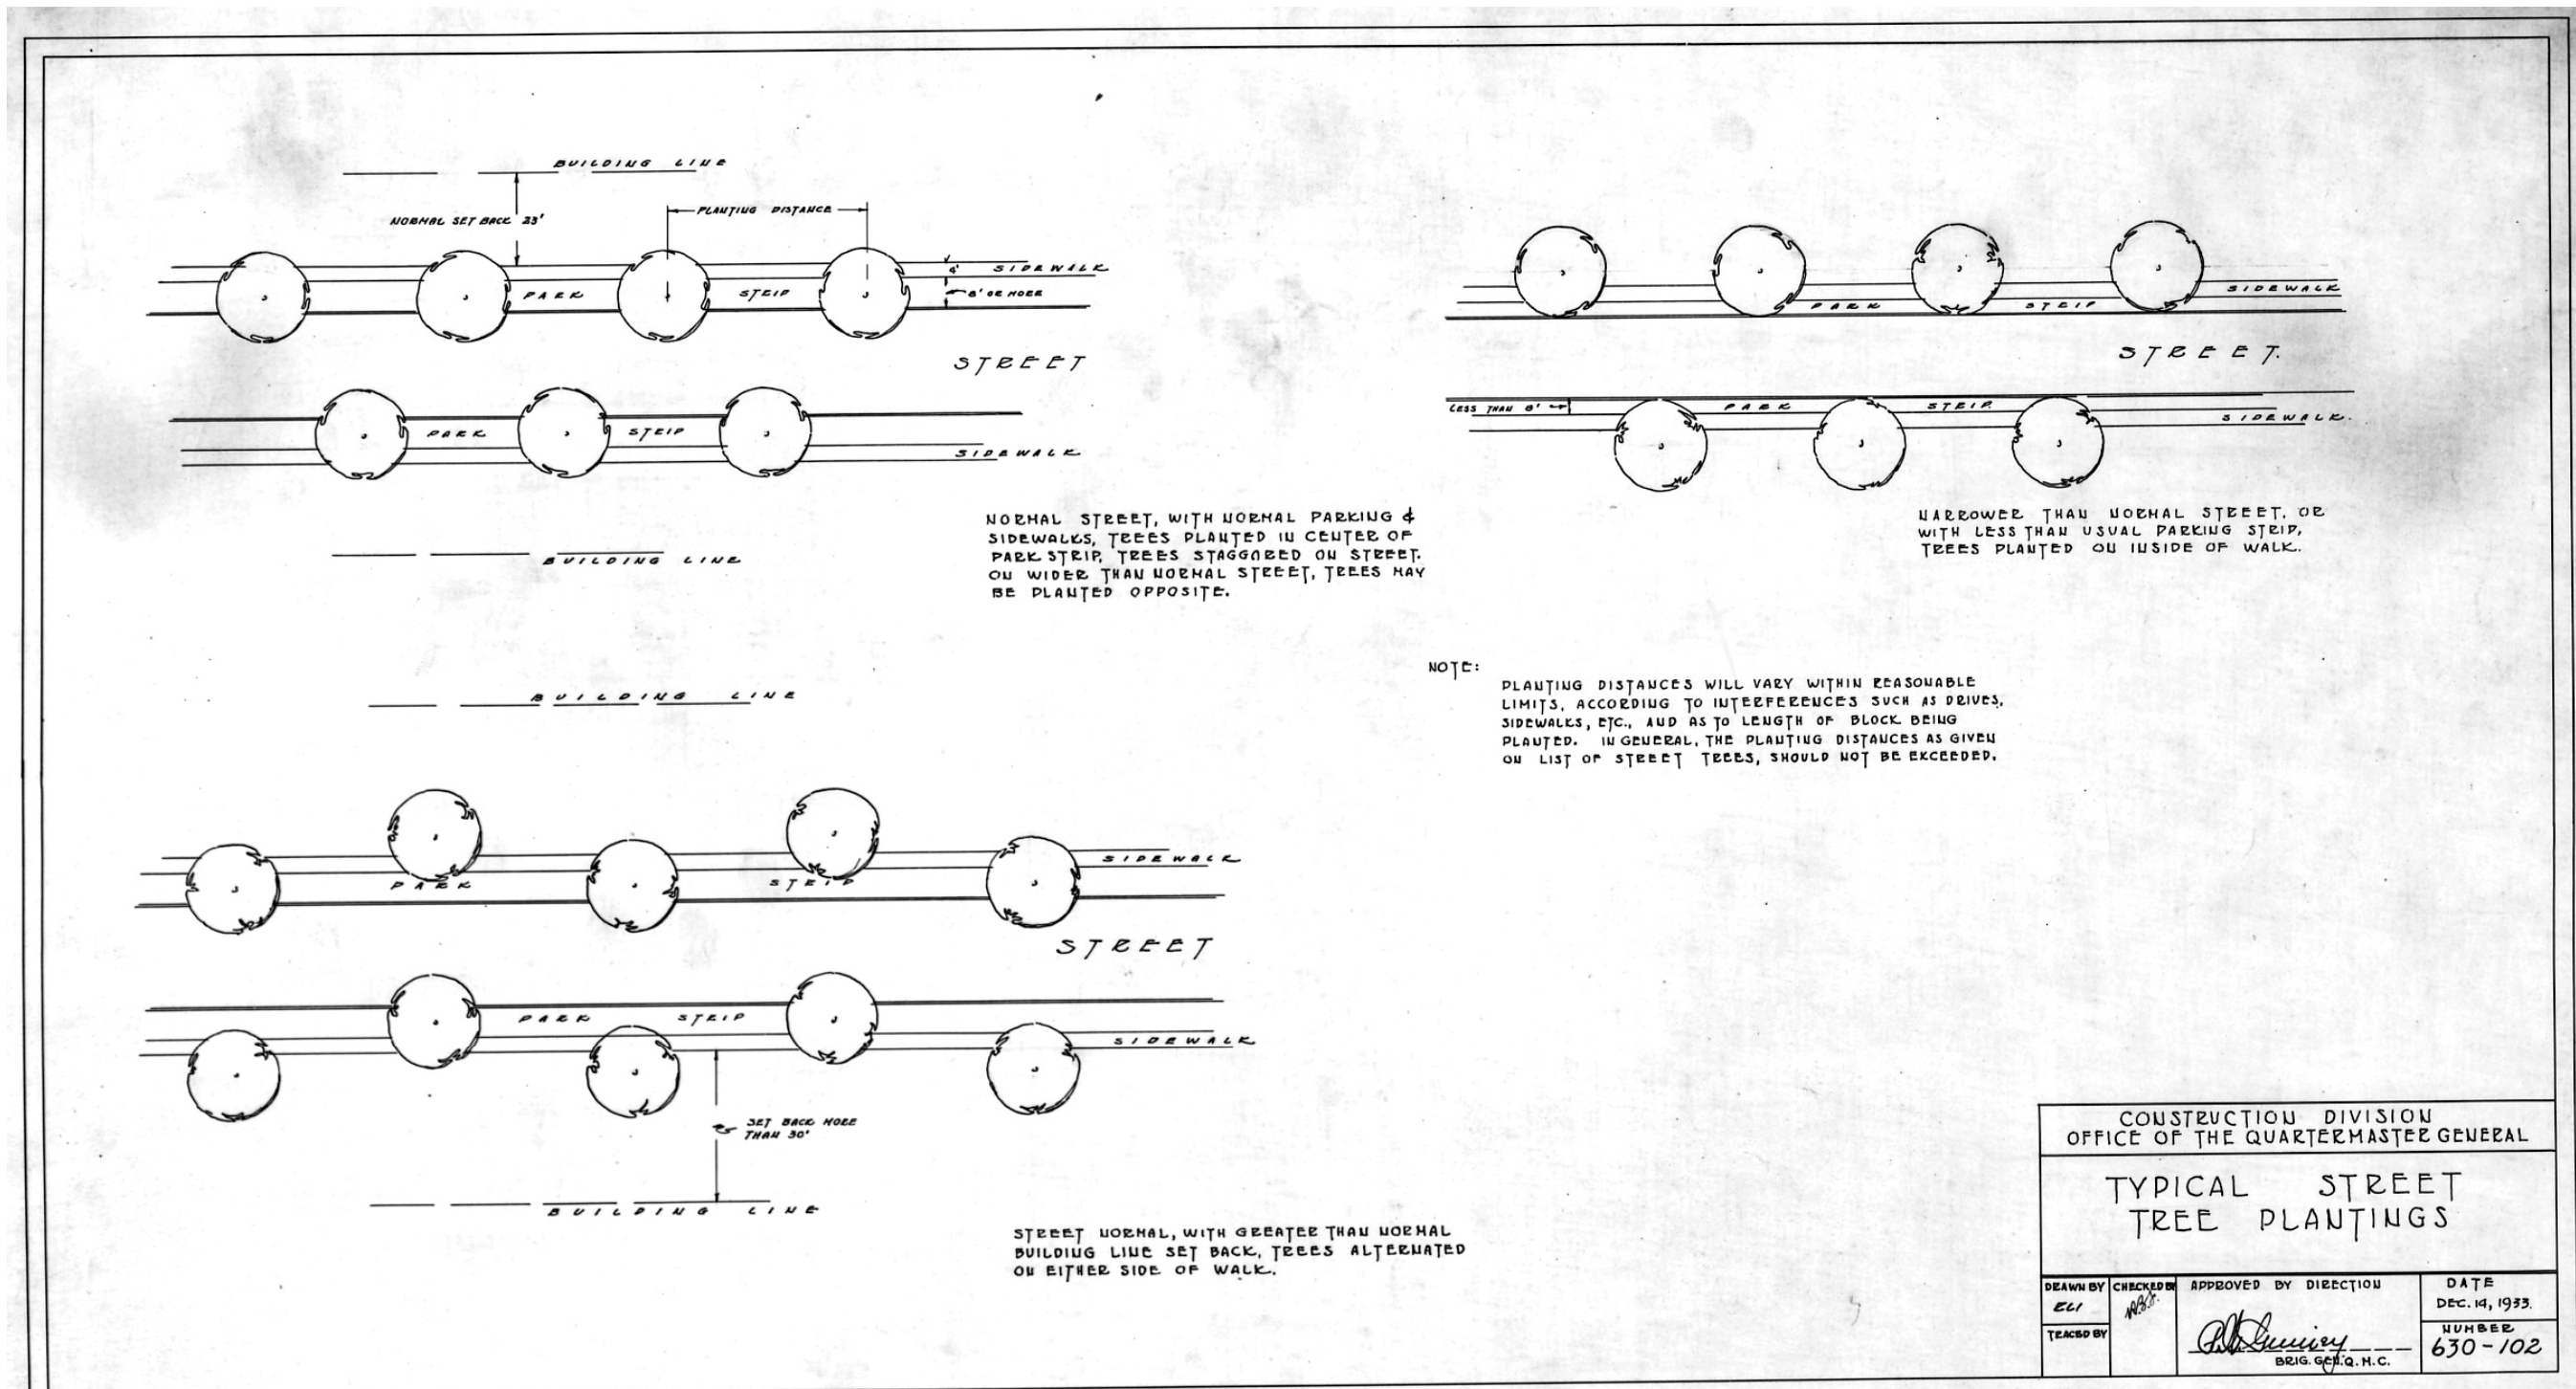 BUILDING LINE
NORMAL SET BACK 23'
PLANTING DISTANCE
4' SIDEWALK
PARK STRIP
8' OR MORE
STREET
PARK STRIP
SIDEWALK
BUILDING LINE
NORMAL STREET, WITH NORMAL PARKING &
SIDEWALKS, TREES PLANTED IN CENTER OF
PARK STRIP, TREES STAGGORED ON STREET.
ON WIDER THAN NORMAL STREET, TREES MAY
BE PLANTED OPPOSITE.
SIDEWALK
PARK STRIP
STREET.
LESS THAN 8'
PARK STRIP.
SIDEWALK.
NARROWER THAN NORMAL STREET, OR
WITH LESS THAN USUAL PARKING STRIP,
TREES PLANTED ON INSIDE OF WALK.
NOTE:
PLANTING DISTANCES WILL VARY WITHIN REASONABLE
LIMITS, ACCORDING TO INTERFERENCES SUCH AS DRIVES,
SIDEWALKS, ETC., AND AS TO LENGTH OF BLOCK BEING
PLANTED. IN GENERAL, THE PLANTING DISTANCES AS GIVEN
ON LIST OF STREET TREES, SHOULD NOT BE EXCEEDED.
BUILDING LINE
SIDEWALK
PARK STRIP
STREET
PARK STRIP
SIDEWALK
SET BACK MORE
THAN 30'
BUILDING LINE
STREET NORMAL, WITH GREATER THAN NORMAL
BUILDING LINE SET BACK, TREES ALTERNATED
ON EITHER SIDE OF WALK.
CONSTRUCTION DIVISION
OFFICE OF THE QUARTERMASTER GENERAL
TYPICAL STREET
TREE PLANTINGS
DRAWN BY
ELI
TRACED BY
CHECKED BY
APPROVED BY DIRECTION
BRIG. GEN. Q. M. C.
DATE
DEC. 14, 1933.
NUMBER
630-102